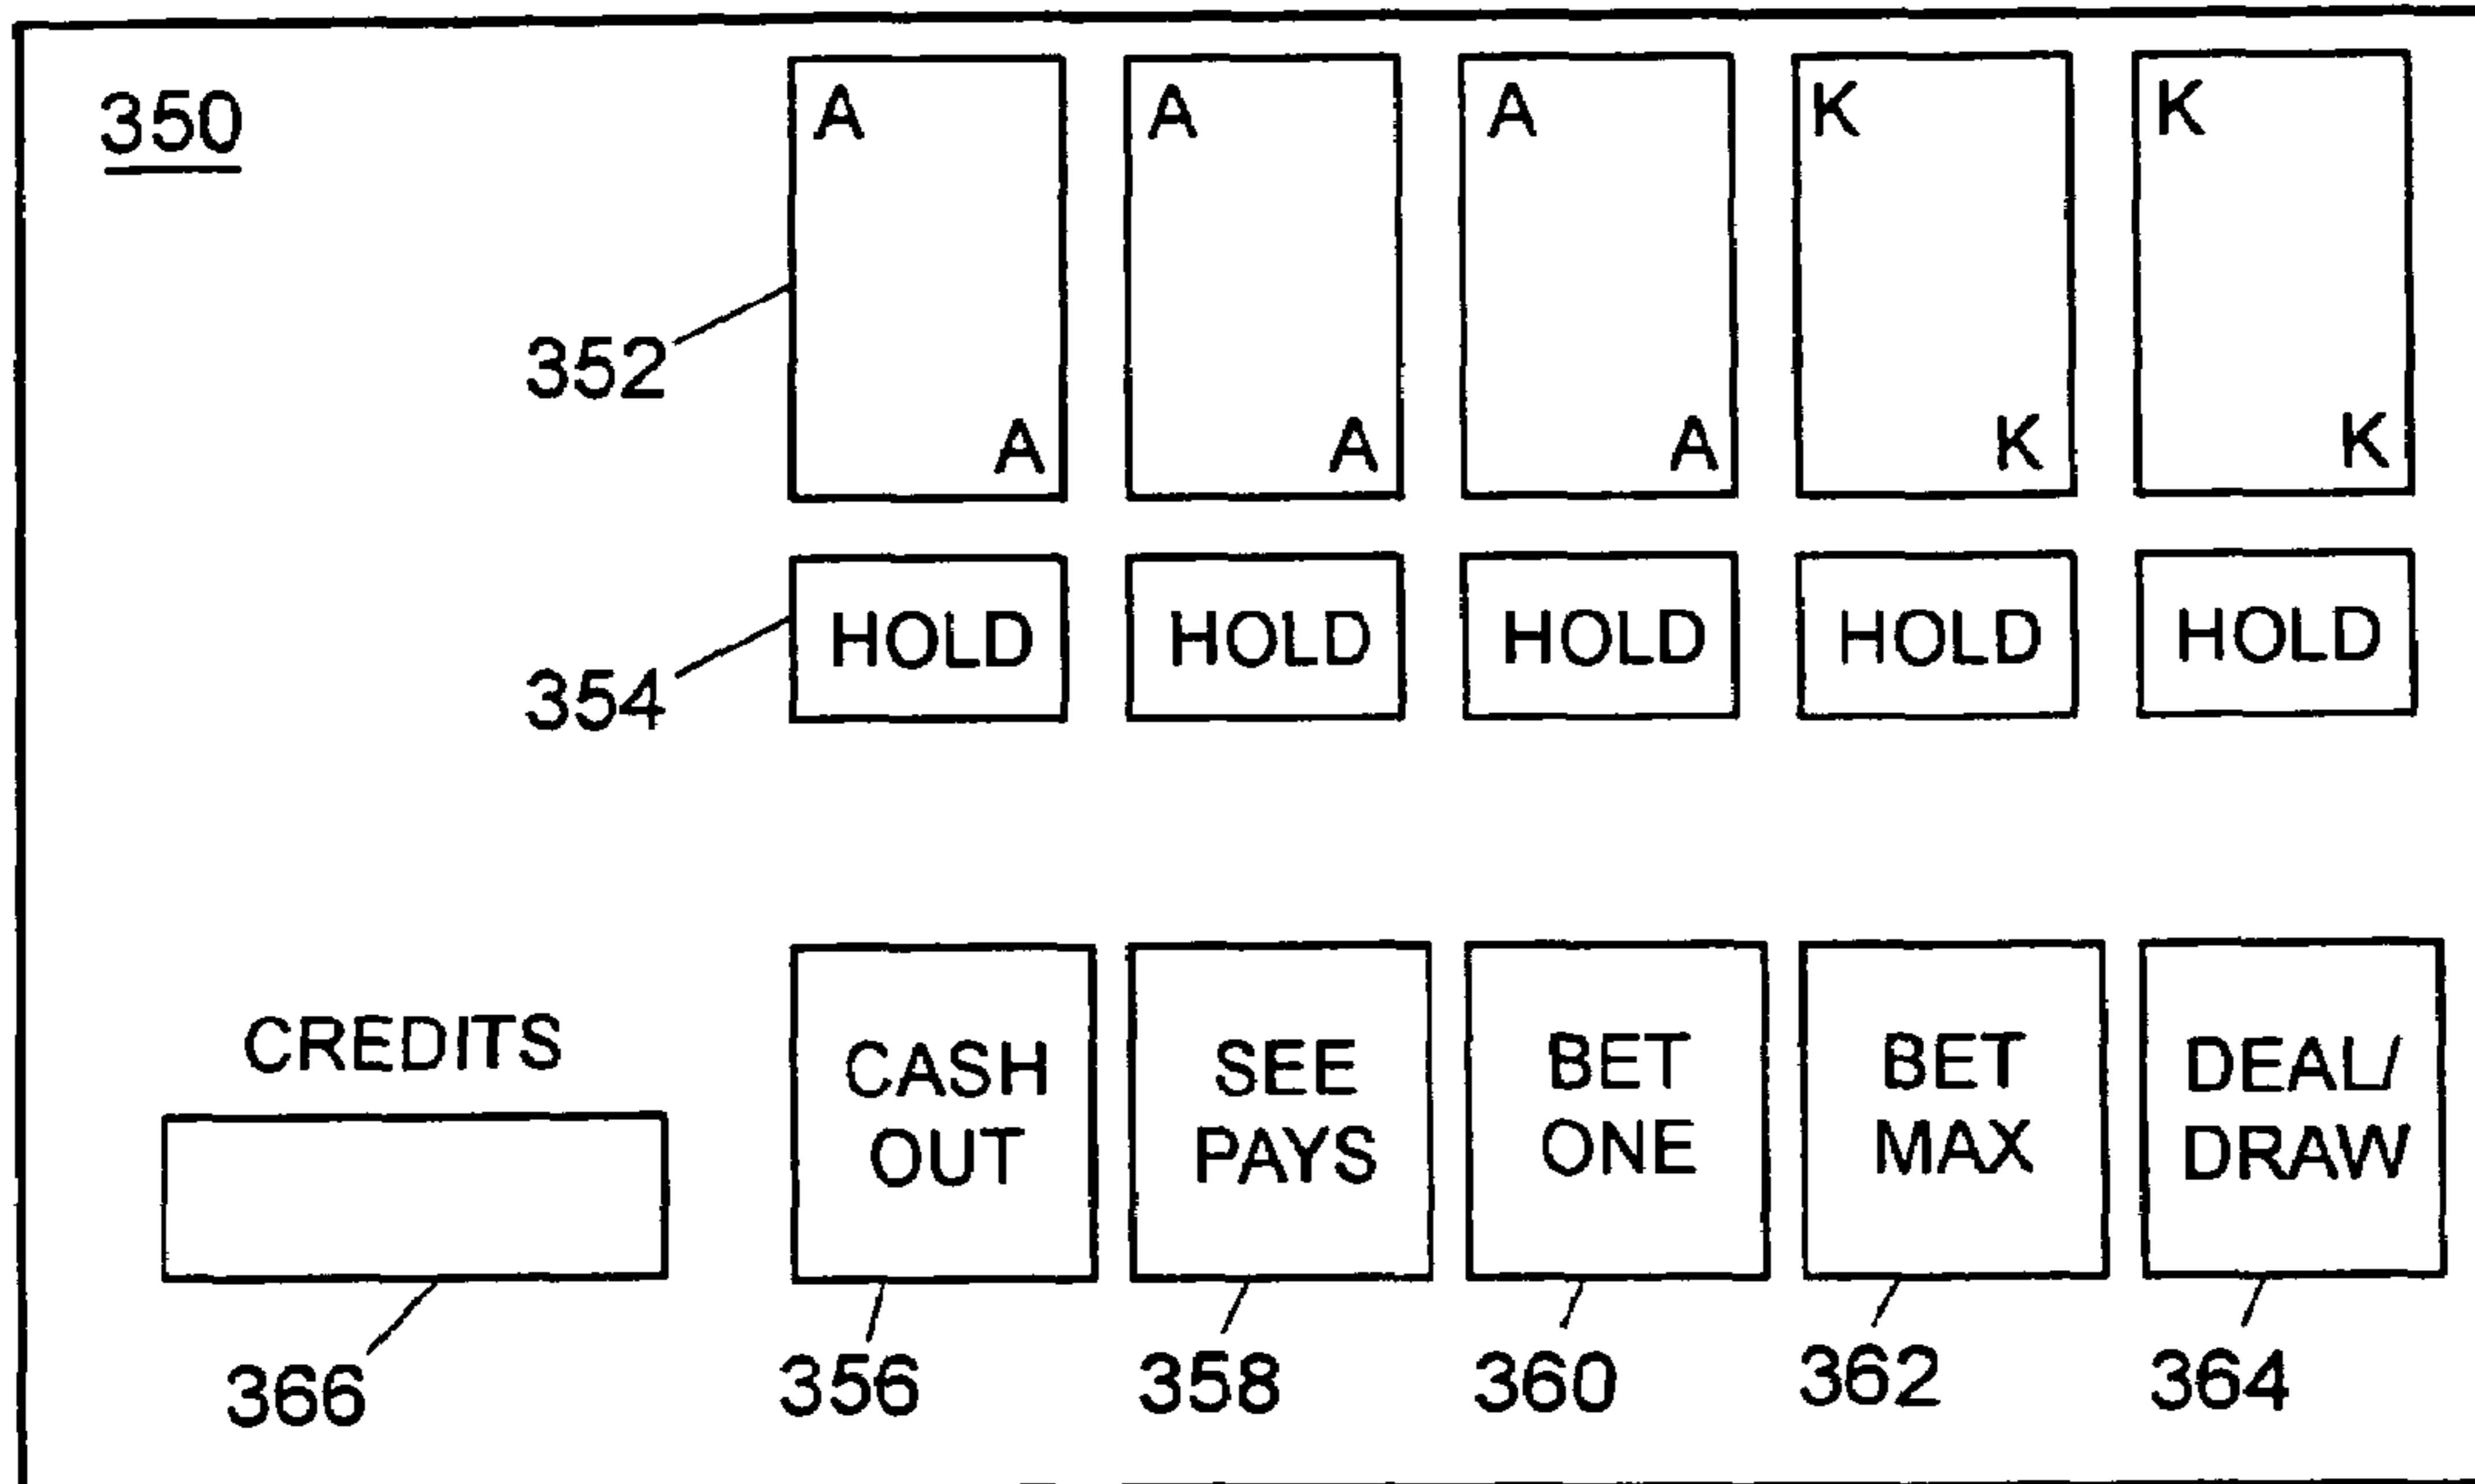 350
A A A K K
352
A A A K K
HOLD HOLD HOLD HOLD HOLD
354
CREDITS
CASH OUT
SEE PAYS
BET ONE
BET MAX
DEAL/ DRAW
366 356 358 360 362 364